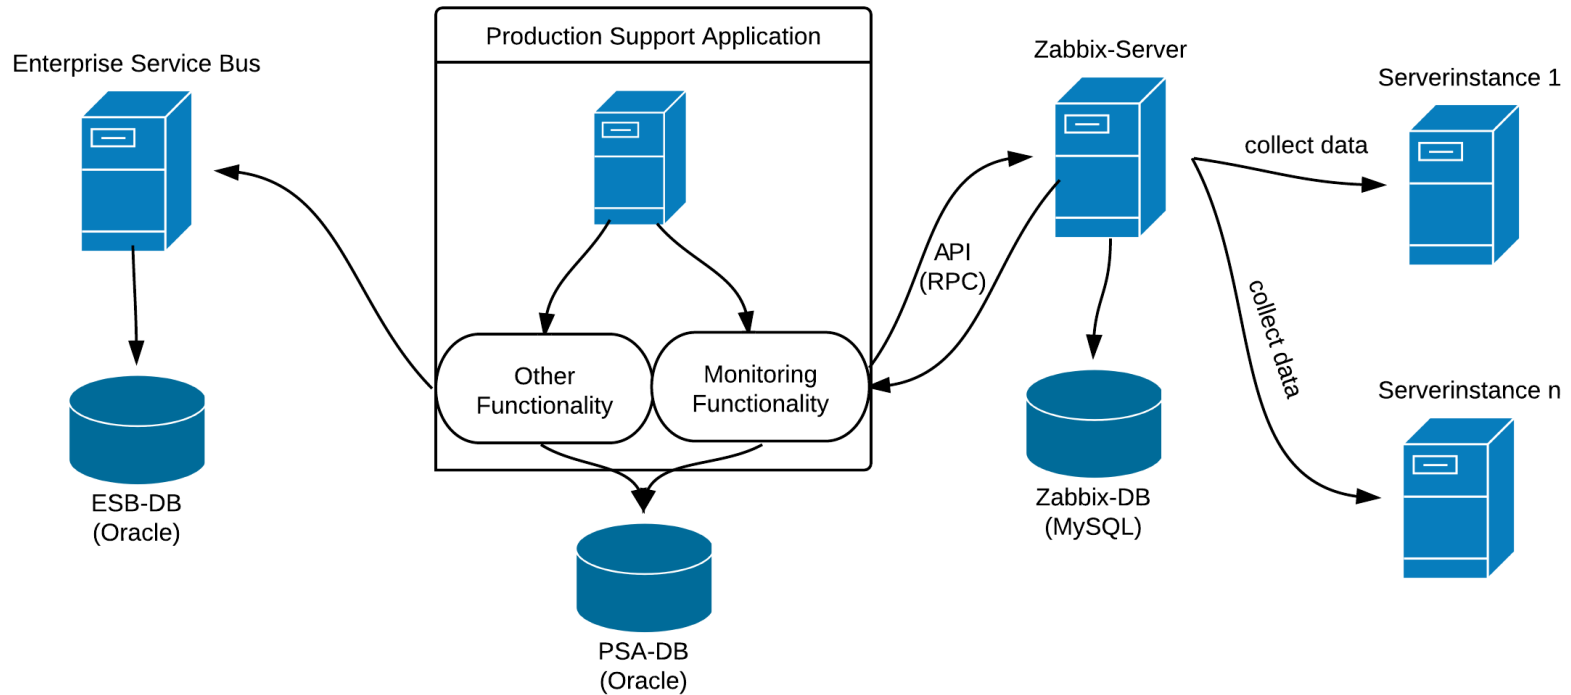 Production Support Application
Enterprise Service Bus
Zabbix-Server
Serverinstance 1
collect data
API
(RPC)
collect data
Other
Functionality
Monitoring
Functionality
Serverinstance n
ESB-DB
(Oracle)
Zabbix-DB
(MySQL)
PSA-DB
(Oracle)